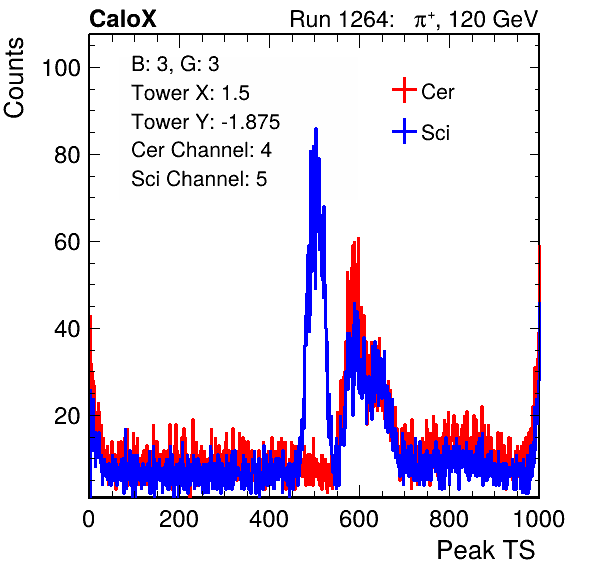 CaloX
Run 1264: π⁺, 120 GeV
Counts
B: 3, G: 3
Tower X: 1.5
Tower Y: -1.875
Cer Channel: 4
Sci Channel: 5
Cer
Sci
100
80
60
40
20
0 200 400 600 800 1000
Peak TS